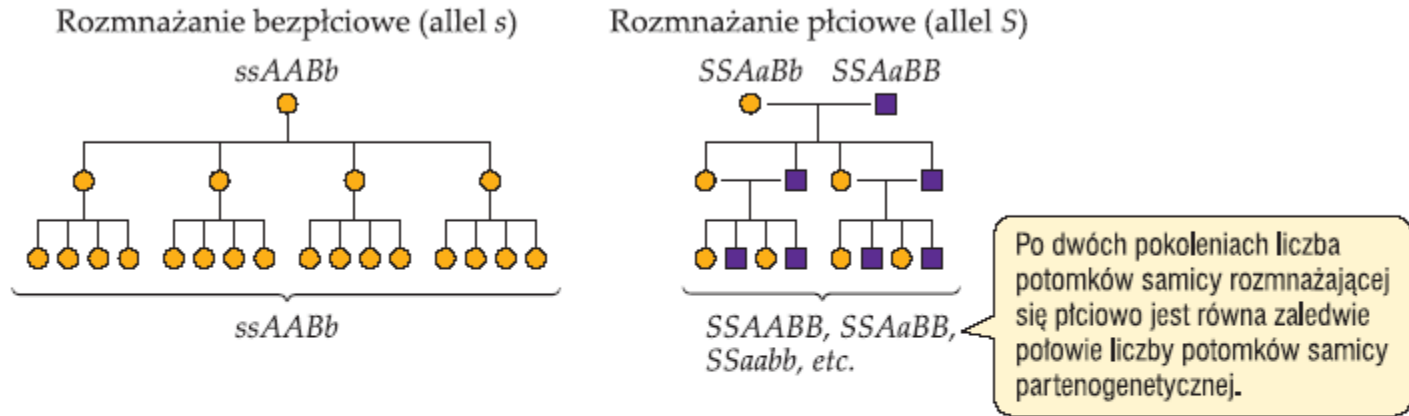 Rozmnażanie bezpłciowe (allel s)
ssAABb
ssAABb
Rozmnażanie płciowe (allel S)
SSAaBb SSAaBB
SSAABB, SSAaBB,
SSaabb, etc.
Po dwóch pokoleniach liczba
potomków samicy rozmnażającej
się płciowo jest równa zaledwie
połowie liczby potomków samicy
partenogenetycznej.